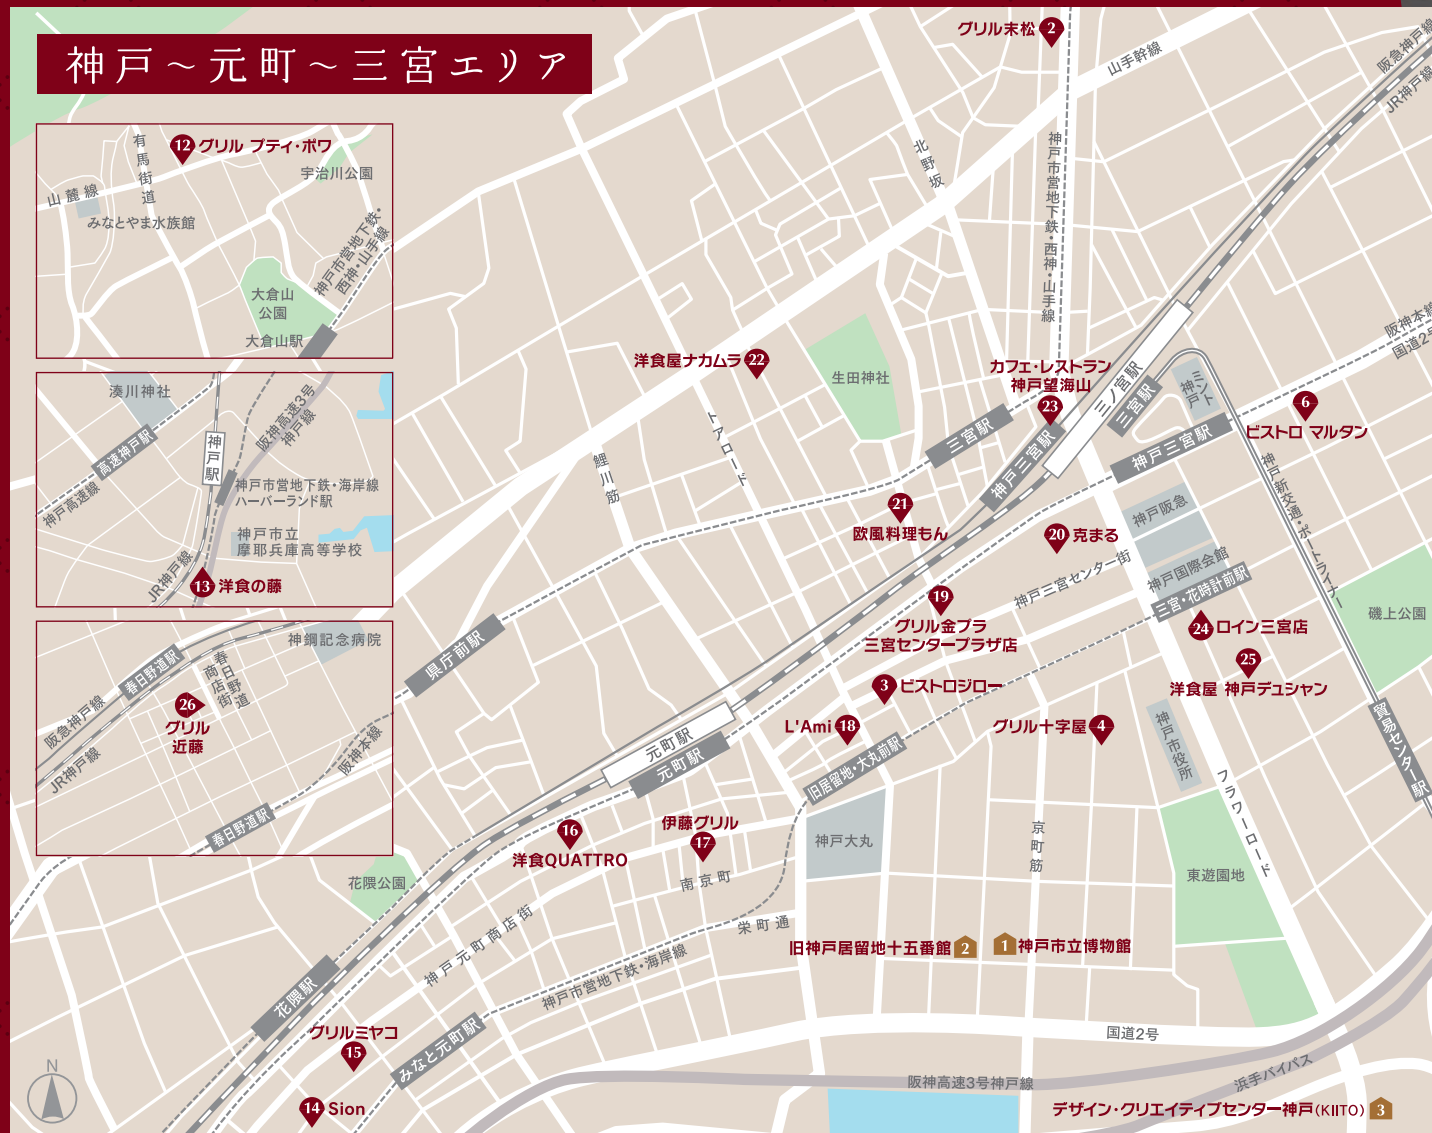 神戸～元町～三宮エリア
グリル末松
2
山手幹線
阪急神戸線
JR神戸線
北野坂
神戸市営地下鉄・西神・山手線
有馬街道
12
グリル プティ・ポワ
宇治川公園
山麓線
みなとやま水族館
神戸市営地下鉄・
西神・山手線
大倉山
公園
大倉山駅
湊川神社
高速神戸駅
神戸駅
阪神高速3号
神戸線
神戸高速線
神戸市営地下鉄・海岸線
ハーバーランド駅
神戸市立
摩耶兵庫高等学校
JR神戸線
13
洋食の藤
神鋼記念病院
春日野道駅
春日野道
商店街
26
グリル
近藤
阪急神戸線
JR神戸線
阪神本線
春日野道駅
洋食屋ナカムラ
22
生田神社
カフェ・レストラン
神戸望海山
23
三ノ宮駅
三宮駅
ミント
神戸
阪神本線
国道2号
6
ビストロ マルタン
トアロード
鯉川筋
三宮駅
神戸三宮駅
神戸三宮駅
神戸新交通・ポートライナー
21
欧風料理もん
20
克まる
神戸阪急
神戸国際会館
三宮・花時計前駅
神戸三宮センター街
19
グリル金プラ
三宮センタープラザ店
磯上公園
24
ロイン三宮店
25
洋食屋 神戸デュシャン
県庁前駅
3
ビストロジロー
L'Ami
18
グリル十字屋
4
神戸市役所
貿易センター駅
元町駅
元町駅
旧居留地・大丸前駅
フラワーロード
16
洋食QUATTRO
伊藤グリル
17
南京町
神戸大丸
京町筋
東遊園地
花隈公園
神戸元町商店街
栄町通
神戸市営地下鉄・海岸線
旧神戸居留地十五番館
2
1
神戸市立博物館
花隈駅
グリルミヤコ
15
みなと元町駅
国道2号
阪神高速3号神戸線
浜手バイパス
N
14
Sion
デザイン・クリエイティブセンター神戸(KIITO)
3